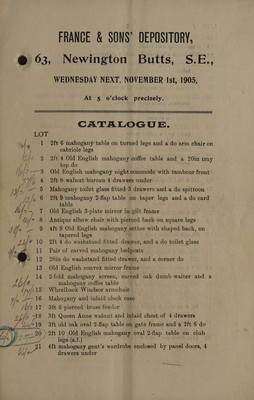 FRANCE & SONS' DEPOSITORY,
63, Newington Butts, S.E.,
WEDNESDAY NEXT, NOVEMBER 1st, 1905,
At 5 o'clock precisely.
CATALOGUE.
LOT
1 2ft 6 mahogany table on turned legs and a do arm chair on
cabriole legs
2 2ft 4 Old English mahogany coffee table and a 20in tray
top do
3 Old English mahogany night commode with tambour front
4 2ft 8 walnut bureau 4 drawers under
5 Mahogany toilet glass fitted 3 drawers and a do spittoon
6 2ft 9 mahogany 2-flap table on taper legs and a do card
table
7 Old English 3-plate mirror in gilt frame
8 Antique elbow chair with pierced back on square legs
9 4ft 9 Old English mahogany settee with shaped back, on
tapered legs
10 2ft 4 do washstand fitted drawer, and a do toilet glass
11 Pair of carved mahogany bedposts
12 28in do washstand fitted drawer, and a corner do
13 Old English convex mirror frame
14 2-fold mahogany screen, carved oak dumb waiter and a
mahogany coffee table
15 Wheelback Windsor armchair
16 Mahogany and inlaid clock case
17 3ft 6 pierced brass fender
18 3ft Queen Anne walnut and inlaid chest of 4 drawers
19 3ft old oak oval 2-flap table on gate frame and a 2ft 6 do
20 2ft 10 Old English mahogany oval 2-flap table on club
legs (a.f.)
21 4ft mahogany gent's wardrobe enclosed by panel doors, 4
drawers under